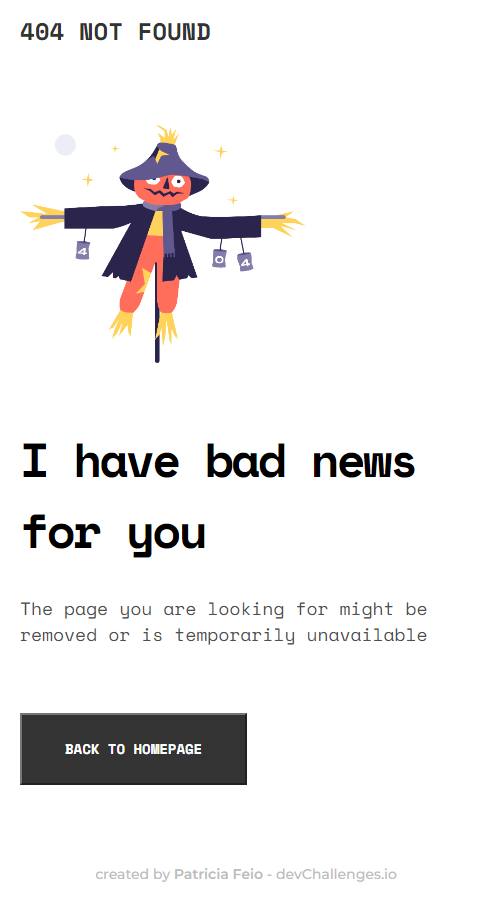 404 NOT FOUND
4
0
4
I have bad news
for you
The page you are looking for might be
removed or is temporarily unavailable
BACK TO HOMEPAGE
created by Patricia Feio - devChallenges.io